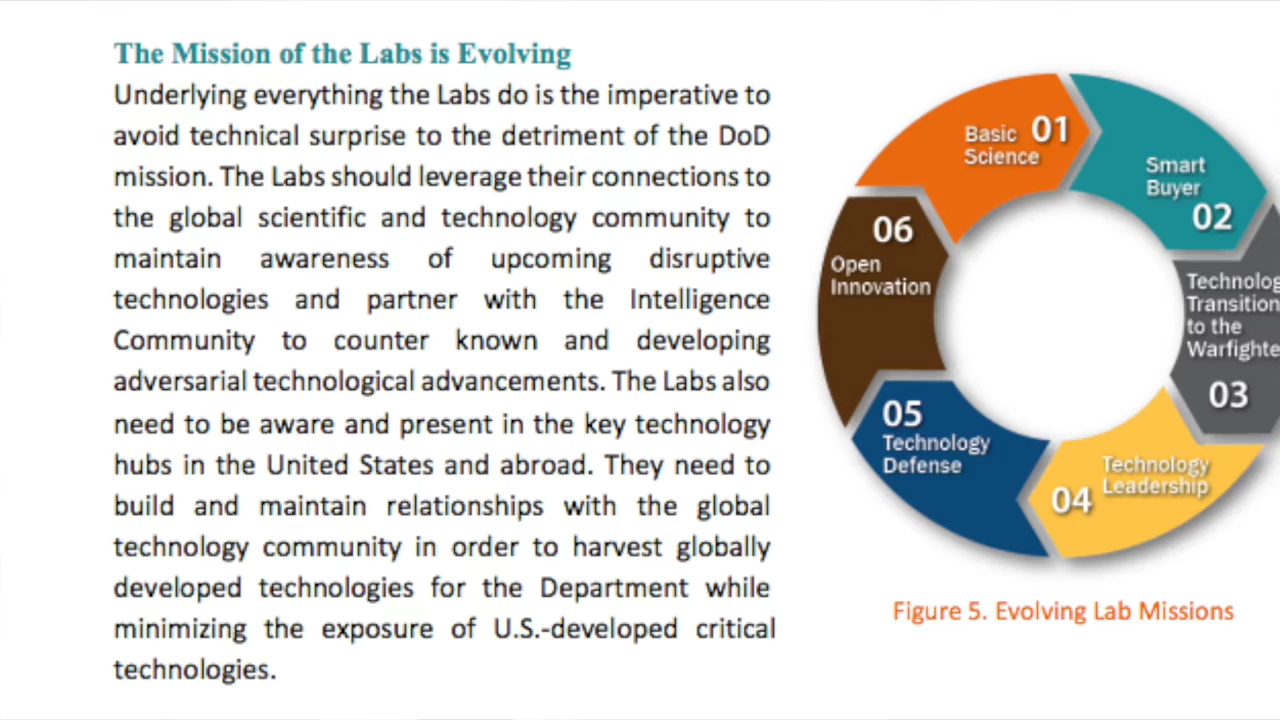 The Mission of the Labs is Evolving
Underlying everything the Labs do is the imperative to
avoid technical surprise to the detriment of the DoD
mission. The Labs should leverage their connections to
the global scientific and technology community to
maintain awareness of upcoming disruptive
technologies and partner with the Intelligence
Community to counter known and developing
adversarial technological advancements. The Labs also
need to be aware and present in the key technology
hubs in the United States and abroad. They need to
build and maintain relationships with the global
technology community in order to harvest globally
developed technologies for the Department while
minimizing the exposure of U.S.-developed critical
technologies.
Basic 01
Science
Smart
Buyer
02
Technolog
Transition
to the
Warfighte
03
Technology
Leadership
04
05
Technology
Defense
06
Open
Innovation
Figure 5. Evolving Lab Missions